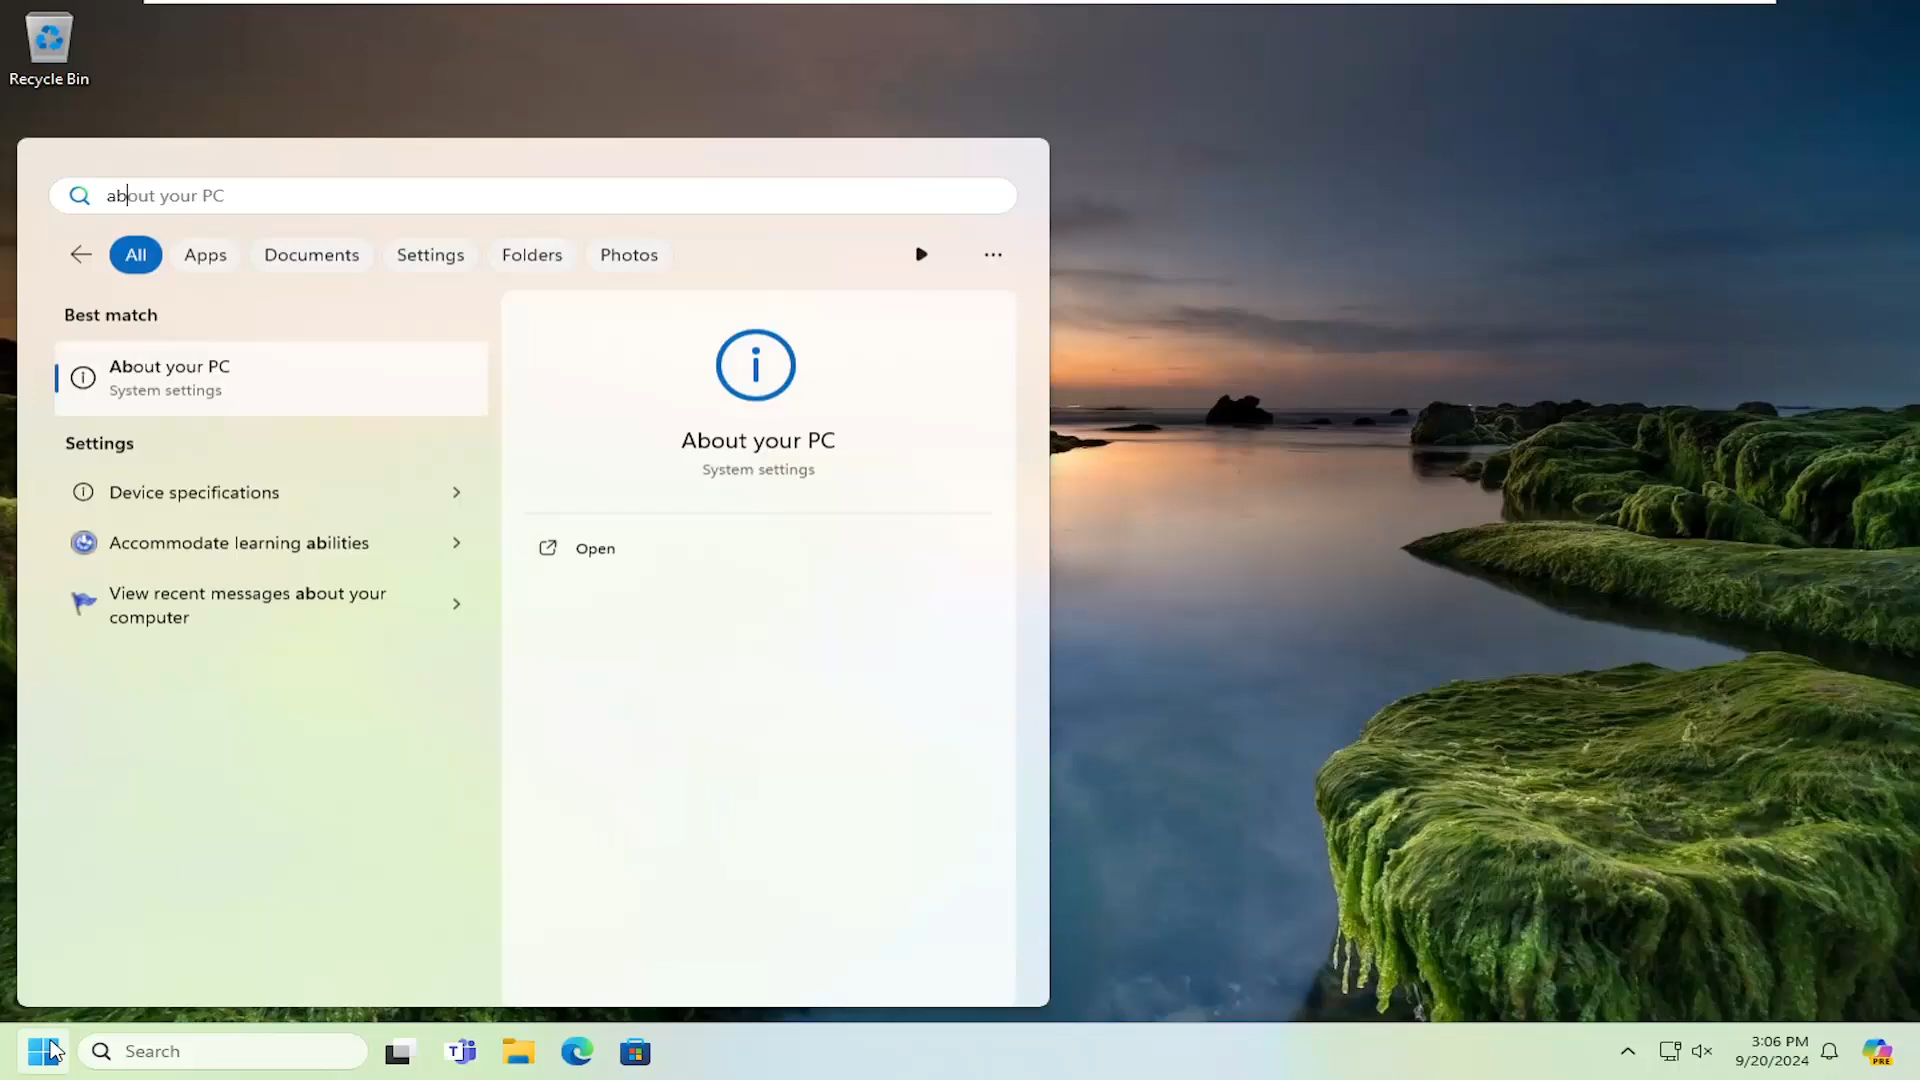 Recycle Bin
about your PC
All
Apps
Documents
Settings
Folders
Photos
Best match
About your PC
System settings
Settings
Device specifications
Accommodate learning abilities
View recent messages about your
computer
About your PC
System settings
Open
Search
T
3:06 PM
9/20/2024
PRE